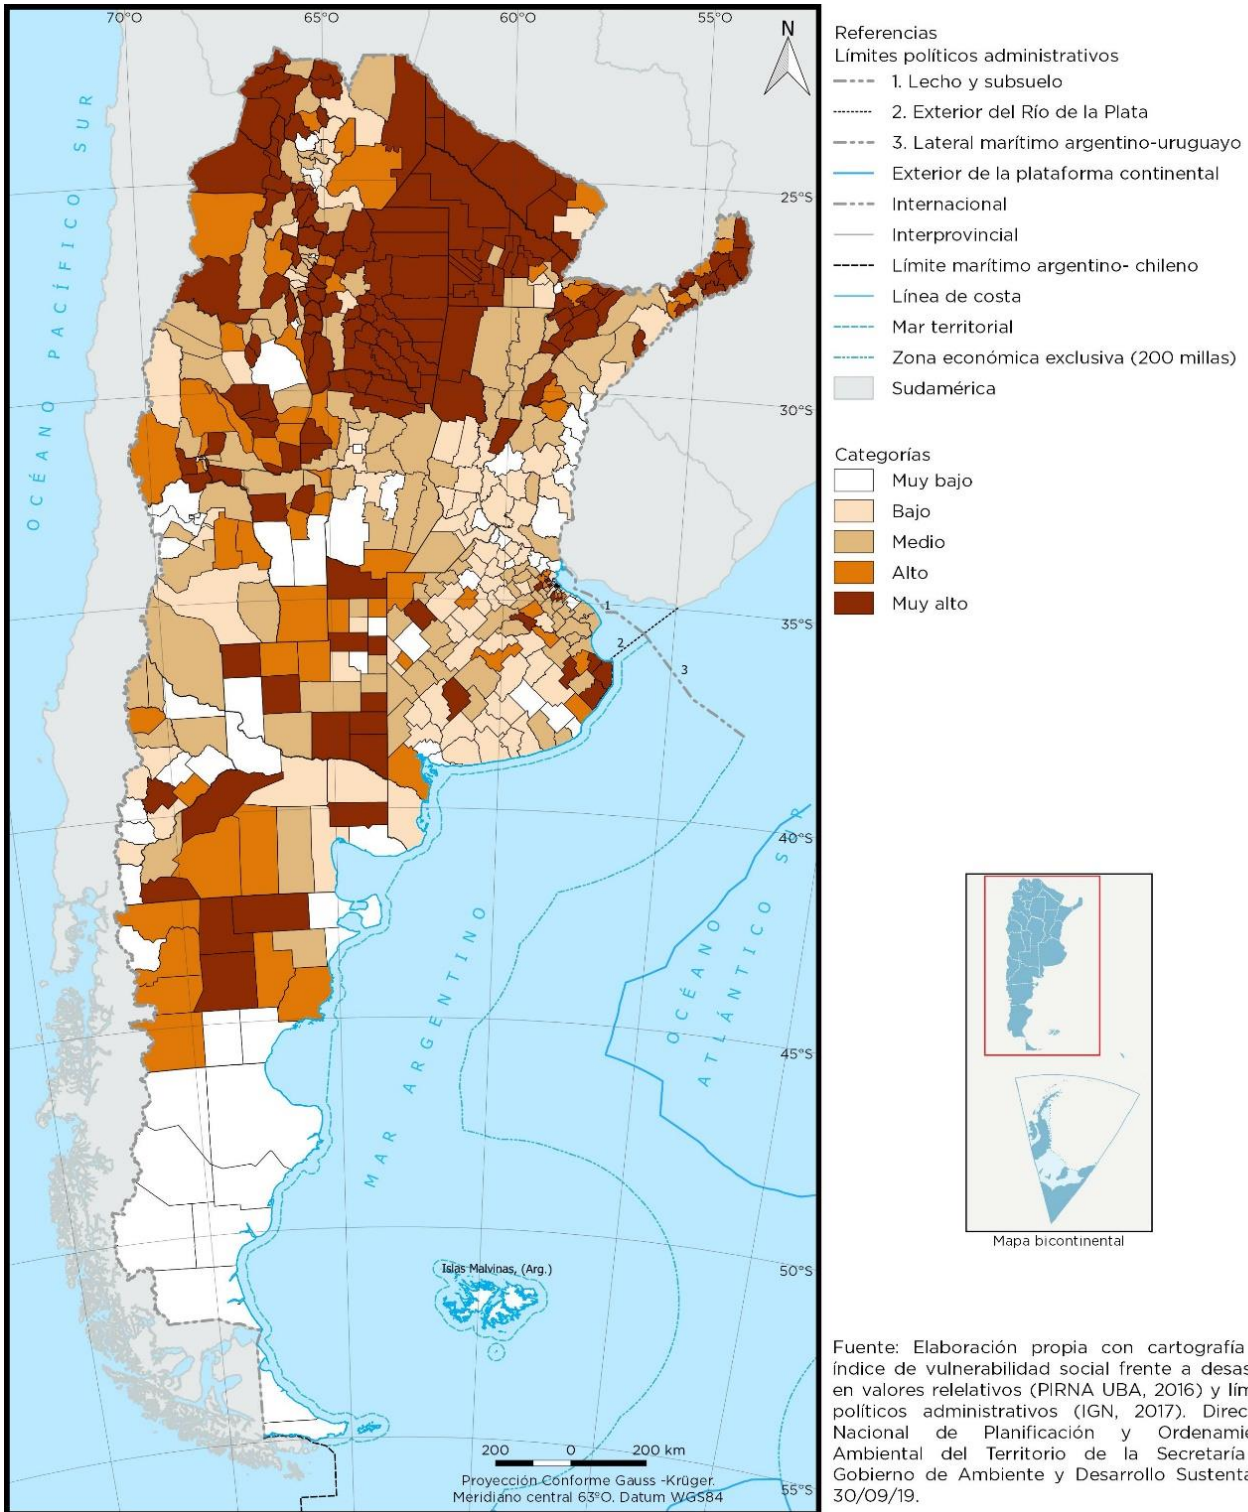 70°O 65°O 60°O 55°O
N
OCÉANO PACÍFICO SUR
25°S
30°S
35°S
40°S
45°S
50°S
55°S
1
2
3
MAR ARGENTINO
OCÉANO
ATLÁNTICO S R
Islas Malvinas, (Arg.)
200 0 200 km
Proyección Conforme Gauss -Krüger.
Meridiano central 63ºO. Datum WGS84
Referencias
Límites políticos administrativos
1. Lecho y subsuelo
2. Exterior del Río de la Plata
3. Lateral marítimo argentino-uruguayo
Exterior de la plataforma continental
Internacional
Interprovincial
Límite marítimo argentino- chileno
Línea de costa
Mar territorial
Zona económica exclusiva (200 millas)
Sudamérica
Categorías
Muy bajo
Bajo
Medio
Alto
Muy alto
Mapa bicontinental
Fuente: Elaboración propia con cartografía
índice de vulnerabilidad social frente a desas
en valores relelativos (PIRNA UBA, 2016) y lím
políticos administrativos (IGN, 2017). Direc
Nacional de Planificación y Ordenamie
Ambiental del Territorio de la Secretaría
Gobierno de Ambiente y Desarrollo Sustenta
30/09/19.